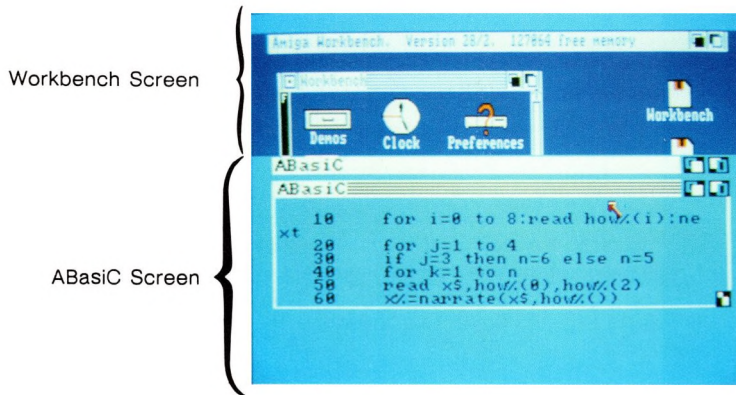 Workbench Screen
Amiga Workbench. Version 28/2. 127064 free memory
Workbench
Demos
Clock
Preferences
Workbench
ABasiC Screen
ABasiC
ABasiC
10 for i=0 to 8:read how%(i):ne
xt
20 for j=1 to 4
30 if j=3 then n=6 else n=5
40 for k=1 to n
50 read x$,how%(0),how%(2)
60 x%=narrate(x$,how%())